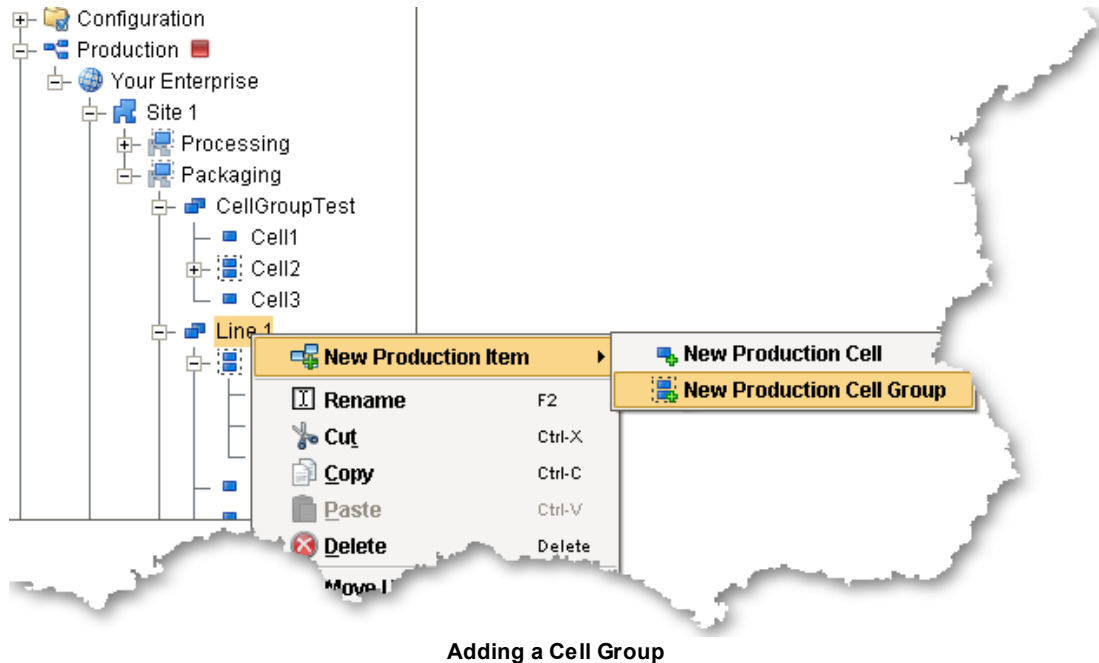 Configuration
Production
Your Enterprise
Site 1
Processing
Packaging
CellGroupTest
Cell1
Cell2
Cell3
Line 1
New Production Item
New Production Cell
New Production Cell Group
Rename F2
Cut Ctrl-X
Copy Ctrl-C
Paste Ctrl-V
Delete Delete
Move
Adding a Cell Group